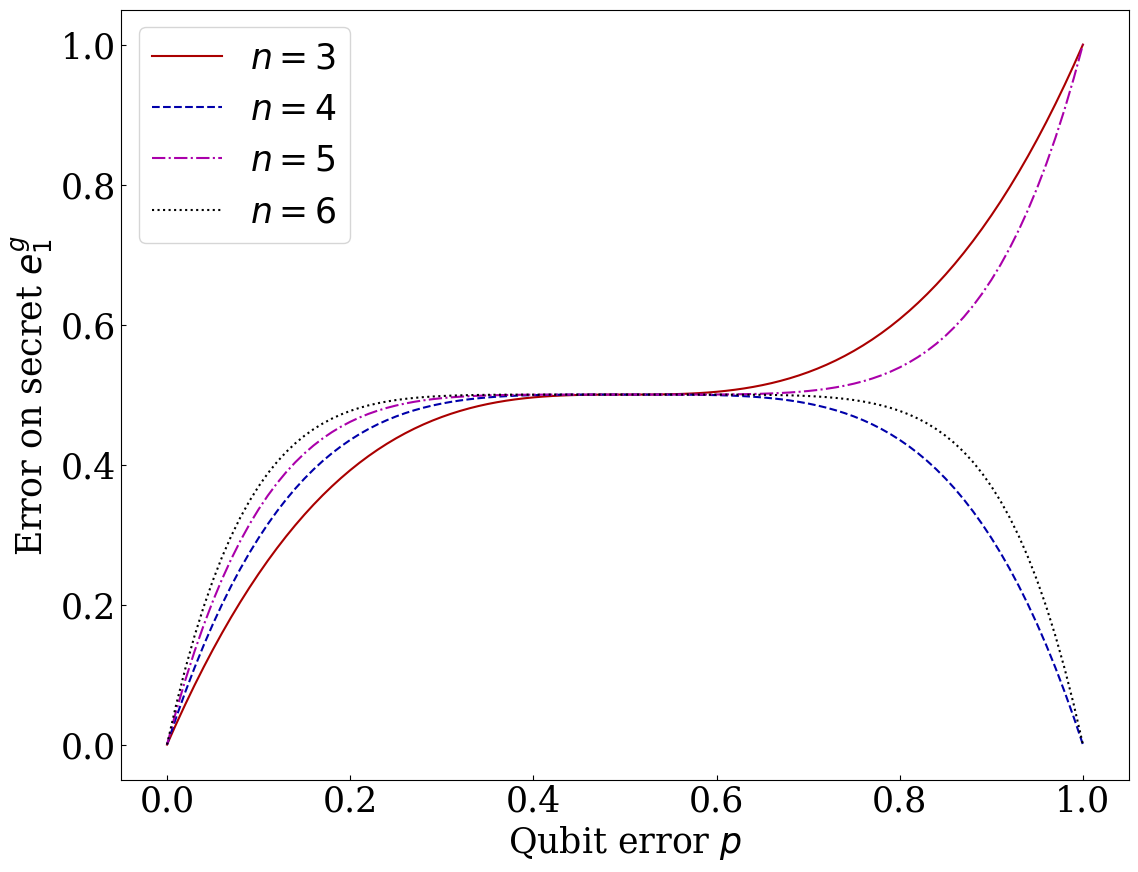 n = 3
n = 4
n = 5
n = 6
1.0
0.8
0.6
0.4
0.2
0.0
Error on secret e₁ᵍ
0.0 0.2 0.4 0.6 0.8 1.0
Qubit error p